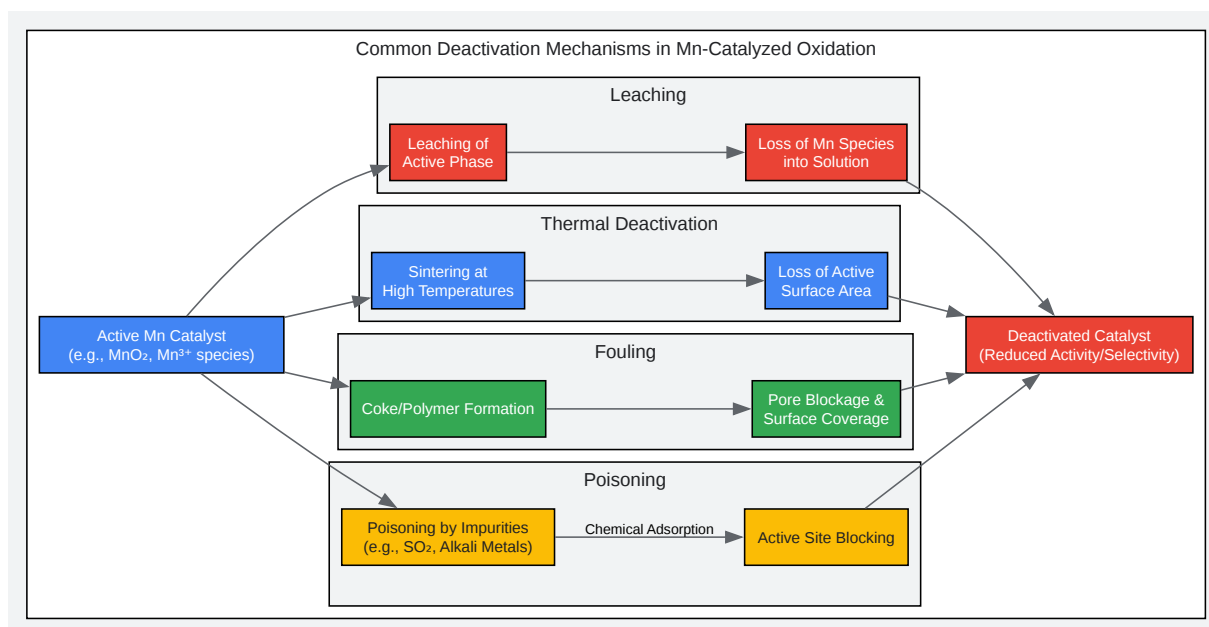 Common Deactivation Mechanisms in Mn-Catalyzed Oxidation
Leaching
Leaching of
Active Phase
Loss of Mn Species
into Solution
Thermal Deactivation
Sintering at
High Temperatures
Loss of Active
Surface Area
Active Mn Catalyst
(e.g., MnO₂, Mn³⁺ species)
Deactivated Catalyst
(Reduced Activity/Selectivity)
Fouling
Coke/Polymer Formation
Pore Blockage &
Surface Coverage
Poisoning
Poisoning by Impurities
(e.g., SO₂, Alkali Metals)
Chemical Adsorption
Active Site Blocking